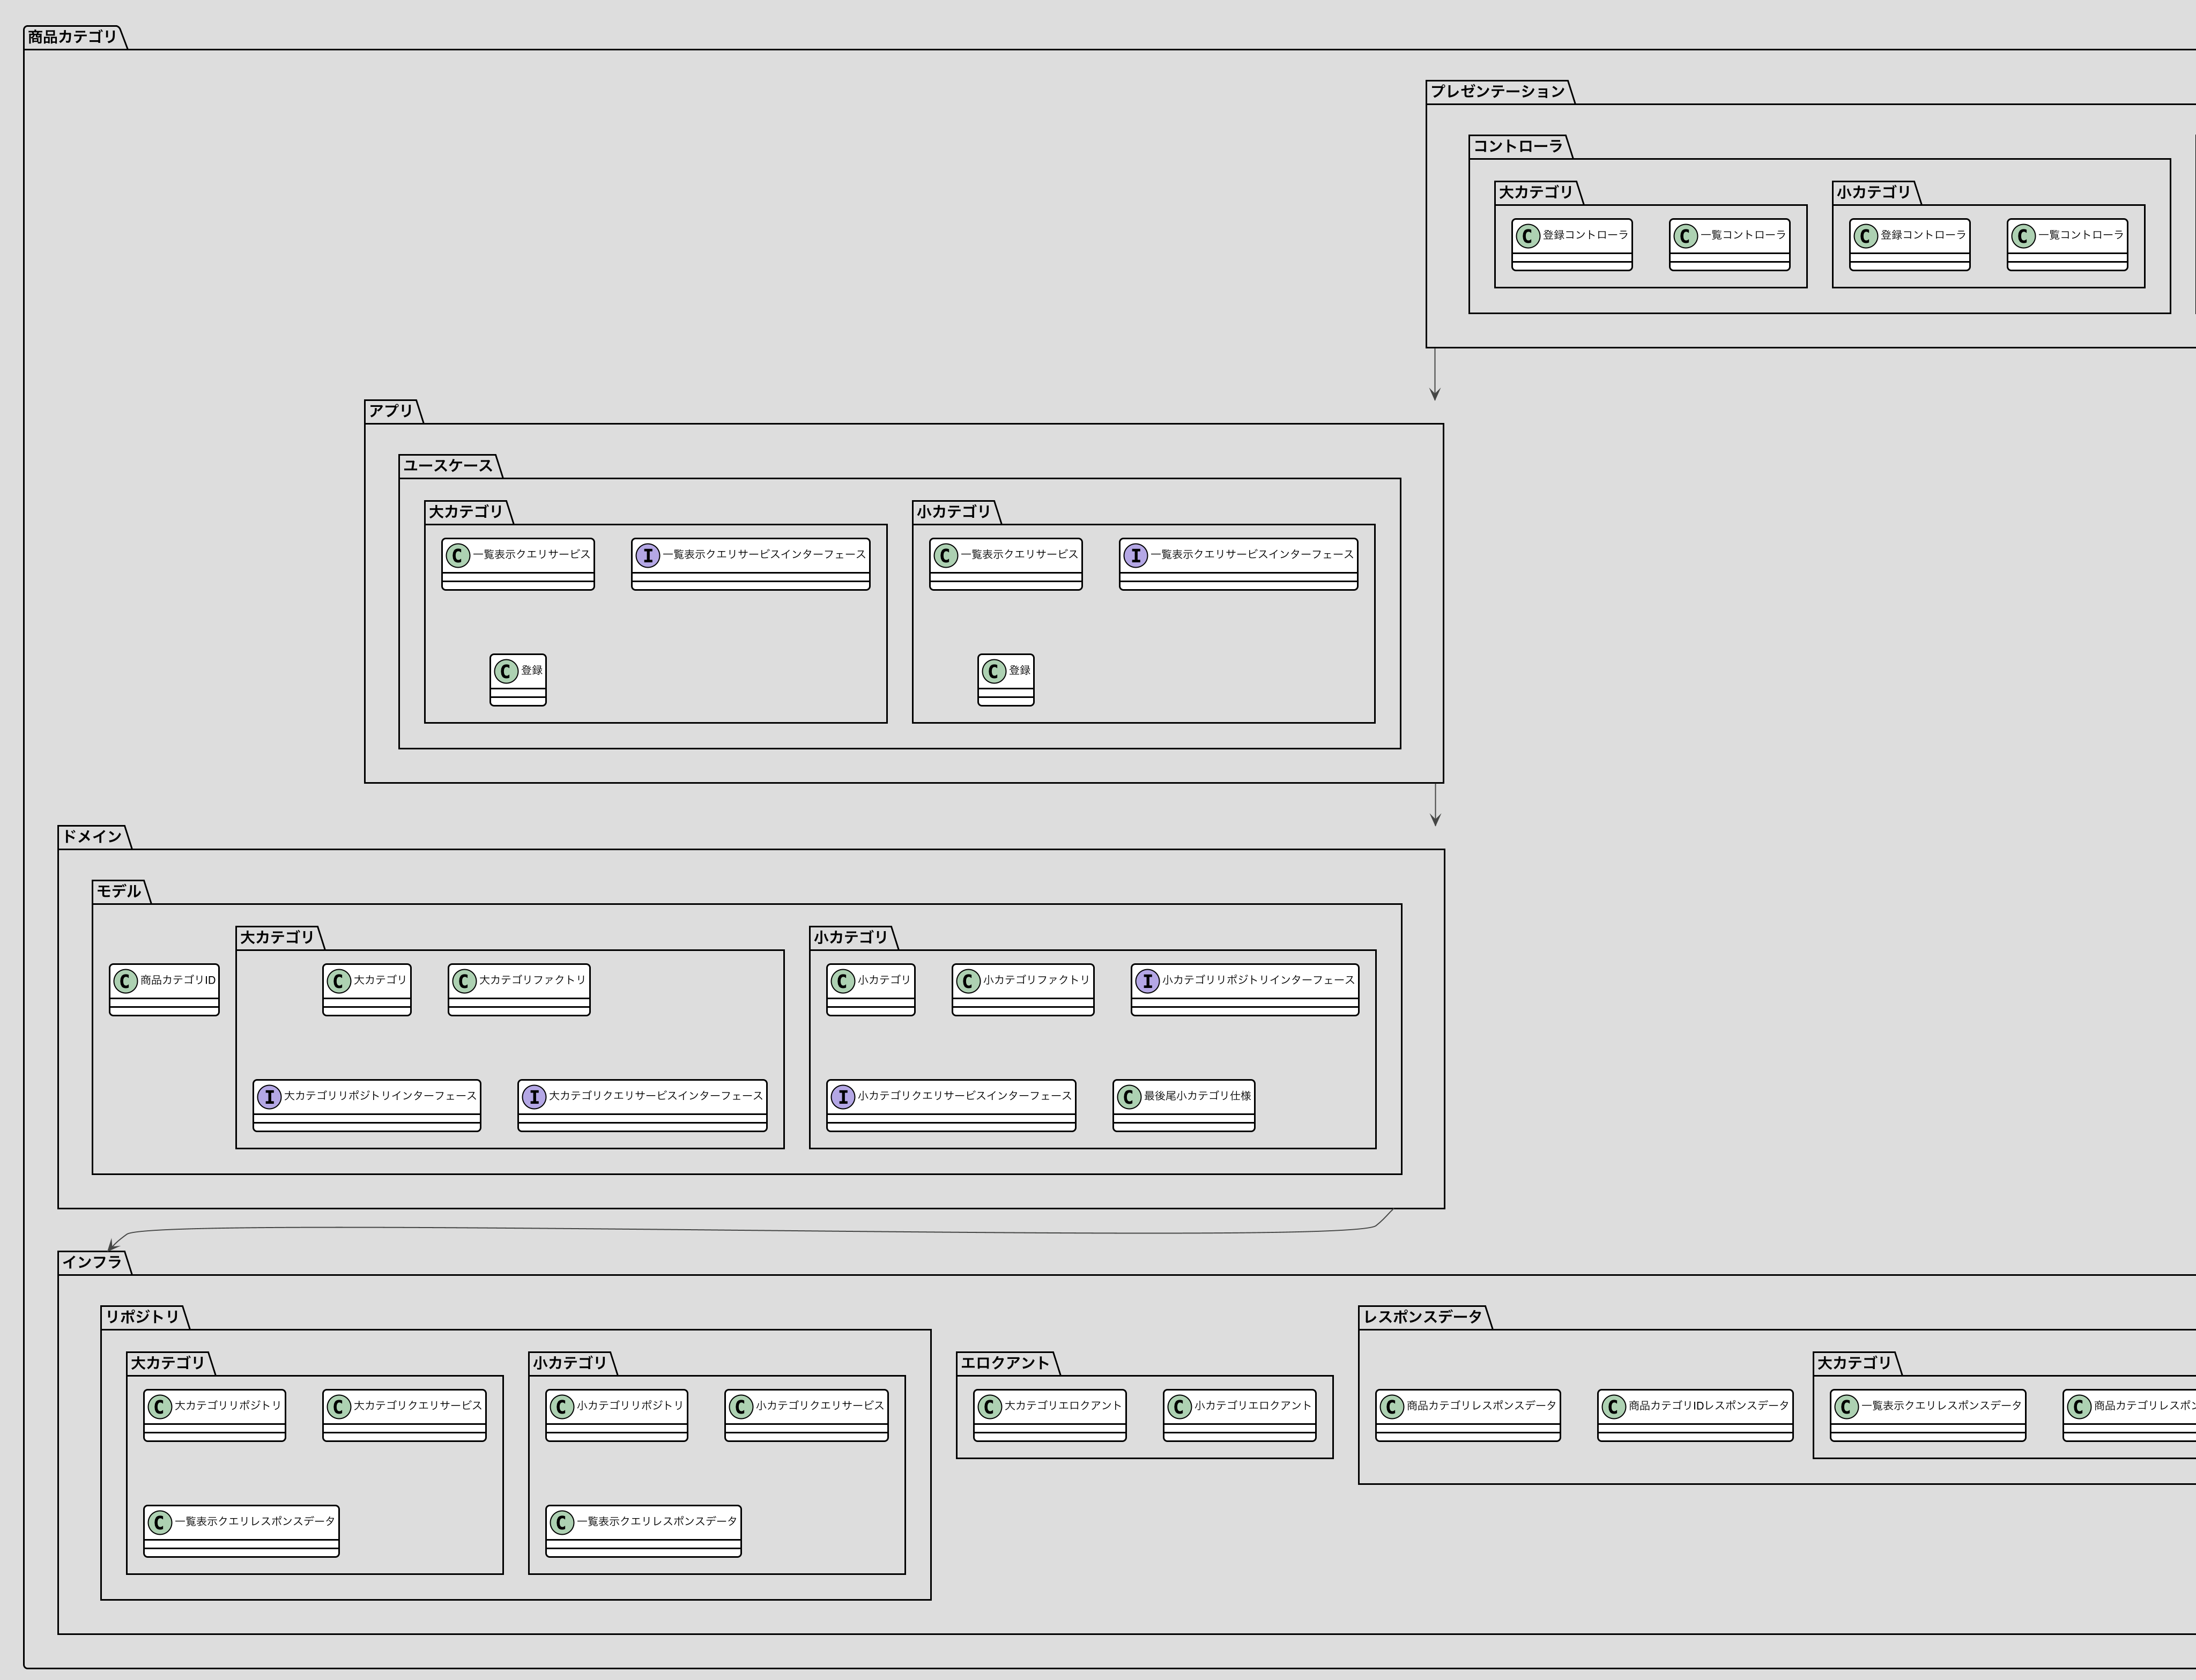 商品カテゴリ
プレゼンテーション
コントローラ
大カテゴリ
小カテゴリ
登録コントローラ
一覧コントローラ
登録コントローラ
一覧コントローラ
アプリ
ユースケース
大カテゴリ
小カテゴリ
一覧表示クエリサービス
一覧表示クエリサービスインターフェース
一覧表示クエリサービス
一覧表示クエリサービスインターフェース
登録
登録
ドメイン
モデル
大カテゴリ
小カテゴリ
商品カテゴリID
大カテゴリ
大カテゴリファクトリ
小カテゴリ
小カテゴリファクトリ
小カテゴリリポジトリインターフェース
大カテゴリリポジトリインターフェース
大カテゴリクエリサービスインターフェース
小カテゴリクエリサービスインターフェース
最後尾小カテゴリ仕様
インフラ
リポジトリ
レスポンスデータ
大カテゴリ
小カテゴリ
エロクアント
大カテゴリ
大カテゴリリポジトリ
大カテゴリクエリサービス
小カテゴリリポジトリ
小カテゴリクエリサービス
大カテゴリエロクアント
小カテゴリエロクアント
商品カテゴリレスポンスデータ
商品カテゴリIDレスポンスデータ
一覧表示クエリレスポンスデータ
商品カテゴリレスポン
一覧表示クエリレスポンスデータ
一覧表示クエリレスポンスデータ